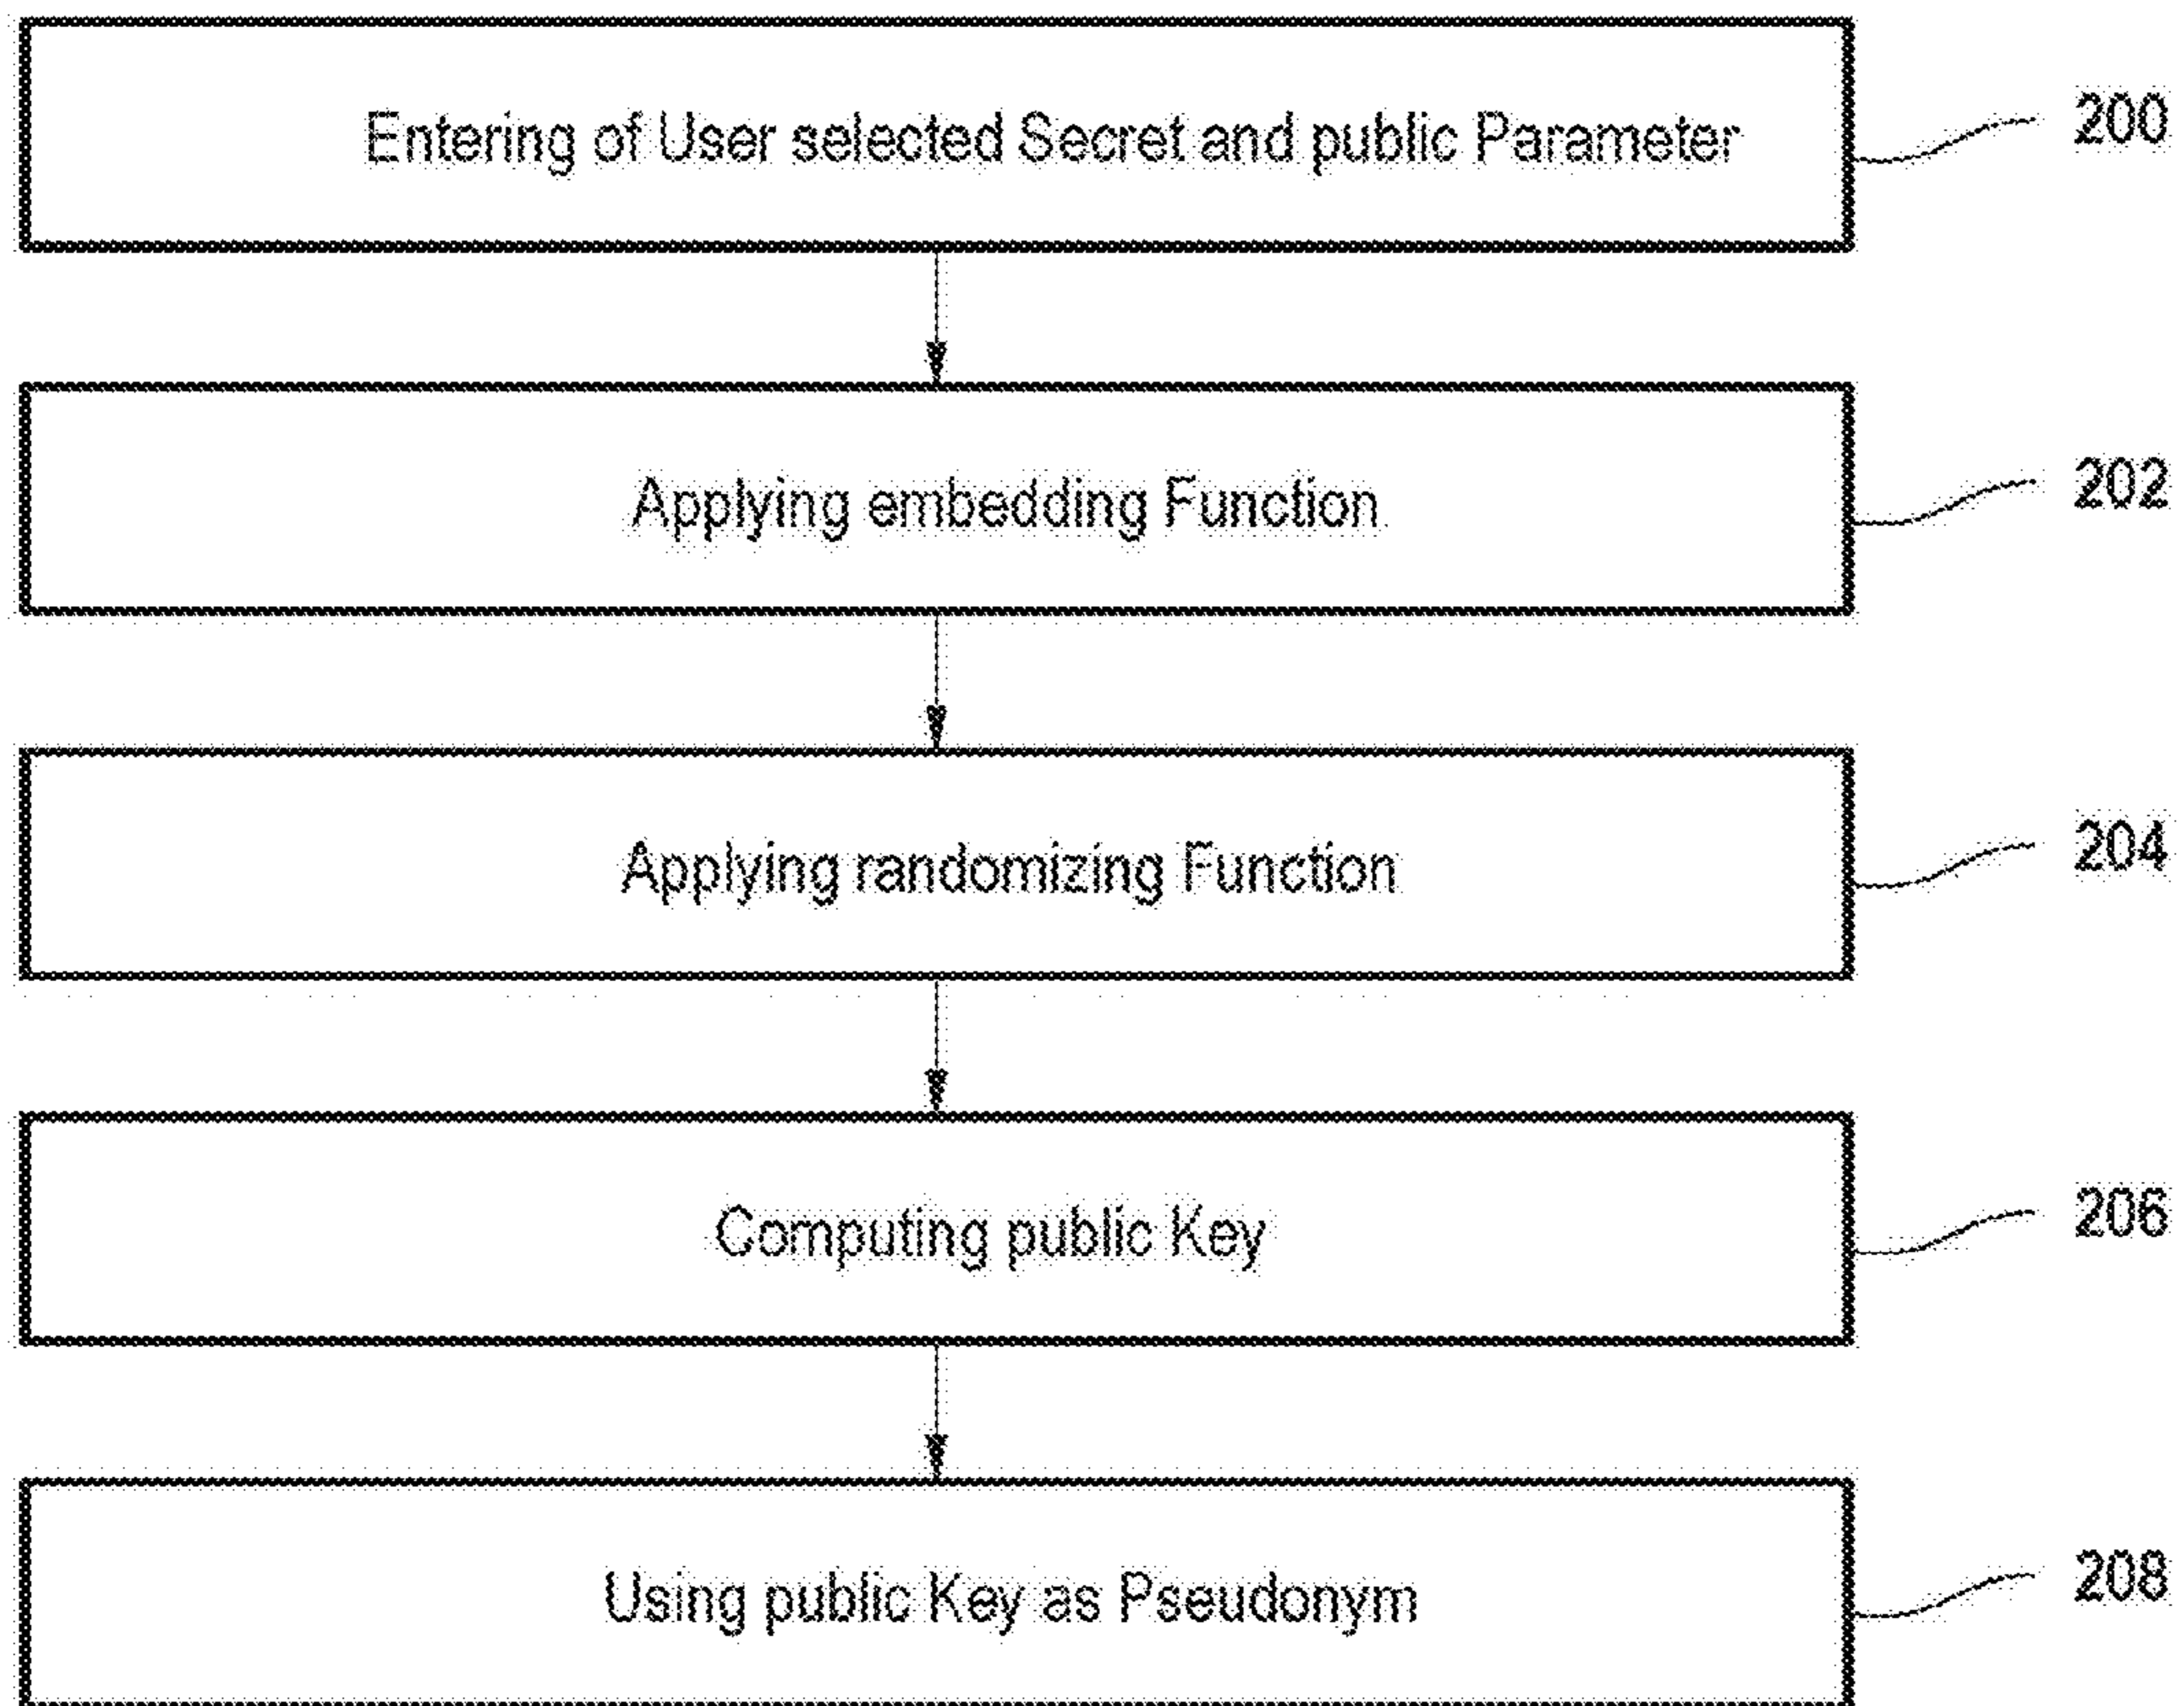 Entering of User selected Secret and public Parameter 200
Applying embedding Function 202
Applying randomizing Function 204
Computing public Key 206
Using public Key as Pseudonym 208